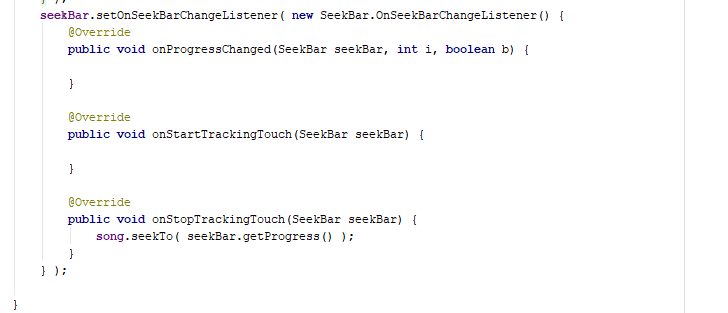 } );
seekBar.setOnSeekBarChangeListener( new SeekBar.OnSeekBarChangeListener() {
@Override
public void onProgressChanged(SeekBar seekBar, int i, boolean b) {
}
@Override
public void onStartTrackingTouch(SeekBar seekBar) {
}
@Override
public void onStopTrackingTouch(SeekBar seekBar) {
song.seekTo( seekBar.getProgress() );
}
} );
}